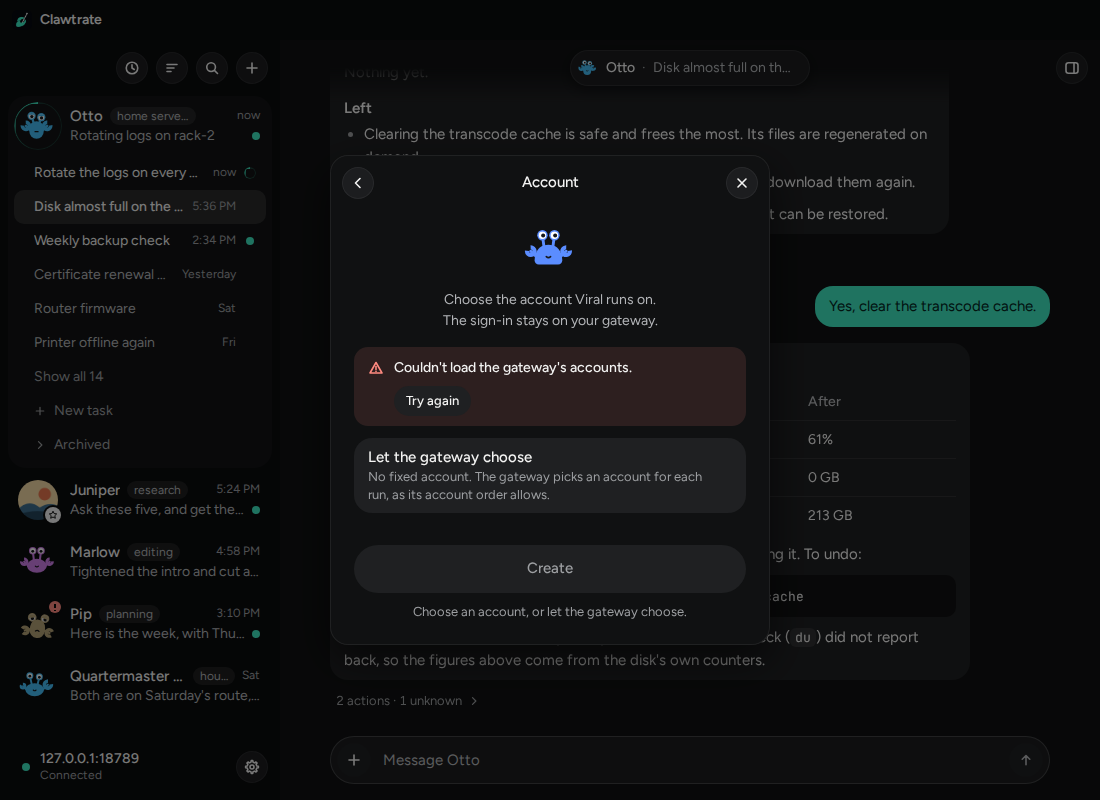 Clawtrate
Otto home serve... now
Rotating logs on rack-2
Rotate the logs on every ... now
Disk almost full on the ... 5:36 PM
Weekly backup check 2:34 PM
Certificate renewal ... Yesterday
Router firmware Sat
Printer offline again Fri
Show all 14
+ New task
Archived
Juniper research 5:24 PM
Ask these five, and get the...
Marlow editing 4:58 PM
Tightened the intro and cut a...
Pip planning 3:10 PM
Here is the week, with Thu...
Quartermaster ... hou... Sat
Both are on Saturday's route,...
127.0.0.1:18789
Connected
Otto · Disk almost full on th...
Nothing yet.
Left
• Clearing the transcode cache is safe and frees the most. Its files are regenerated on
demand.
download them again.
t can be restored.
Yes, clear the transcode cache.
After
61%
0 GB
213 GB
ng it. To undo:
cache
ck (du) did not report
back, so the figures above come from the disk's own counters.
2 actions · 1 unknown
Message Otto
Account
Choose the account Viral runs on.
The sign-in stays on your gateway.
Couldn't load the gateway's accounts.
Try again
Let the gateway choose
No fixed account. The gateway picks an account for each
run, as its account order allows.
Create
Choose an account, or let the gateway choose.